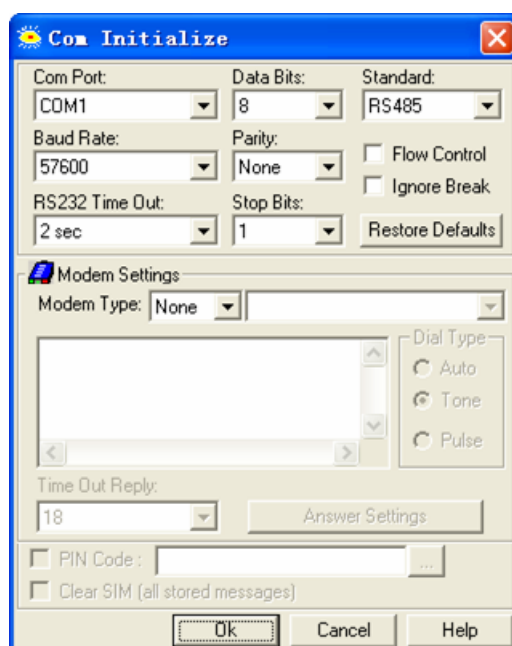 Com Initialize
Com Port: Data Bits: Standard:
COM1 8 RS485
Baud Rate: Parity:
57600 None Flow Control
Ignore Break
RS232 Time Out: Stop Bits:
2 sec 1 Restore Defaults
Modem Settings
Modem Type: None
Dial Type
Auto
Tone
Pulse
Time Out Reply:
18 Answer Settings
PIN Code : ...
Clear SIM (all stored messages)
Ok Cancel Help